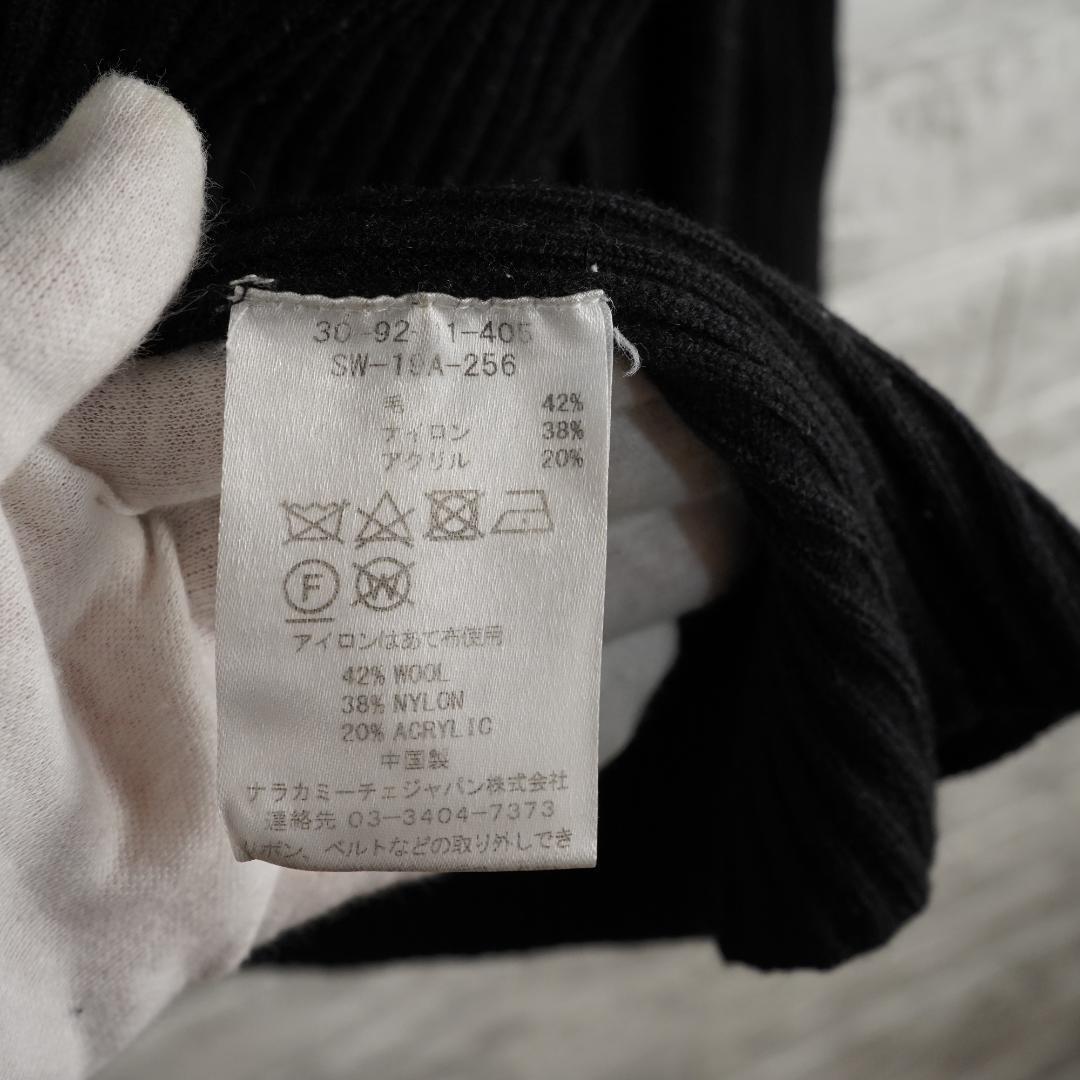 30-92-11-405
SW-19A-256
毛 42%
ナイロン 38%
アクリル 20%
F W
アイロンはあて布使用
42% WOOL
38% NYLON
20% ACRYLIC
中国製
ナラカミーチェジャパン株式会社
連絡先 03-3404-7373
リボン、ベルトなどの取り外しでき